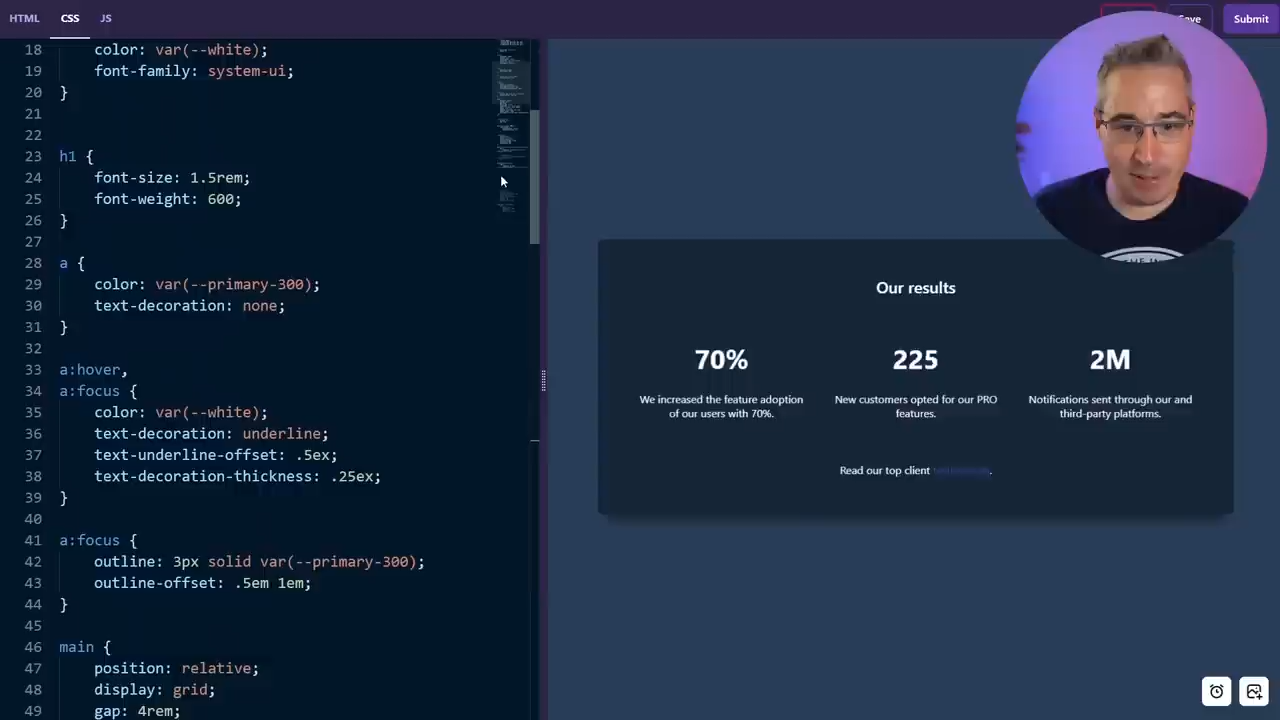 HTML CSS JS
Submit
18 color: var(--white);
19 font-family: system-ui;
20 }
21
22
23 h1 {
24 font-size: 1.5rem;
25 font-weight: 600;
26 }
27
28 a {
29 color: var(--primary-300);
30 text-decoration: none;
31 }
32
33 a:hover,
34 a:focus {
35 color: var(--white);
36 text-decoration: underline;
37 text-underline-offset: .5ex;
38 text-decoration-thickness: .25ex;
39 }
40
41 a:focus {
42 outline: 3px solid var(--primary-300);
43 outline-offset: .5em 1em;
44 }
45
46 main {
47 position: relative;
48 display: grid;
49 gap: 4rem;
Our results
70%
We increased the feature adoption
of our users with 70%.
225
New customers opted for our PRO
features.
2M
Notifications sent through our and
third-party platforms.
Read our top client